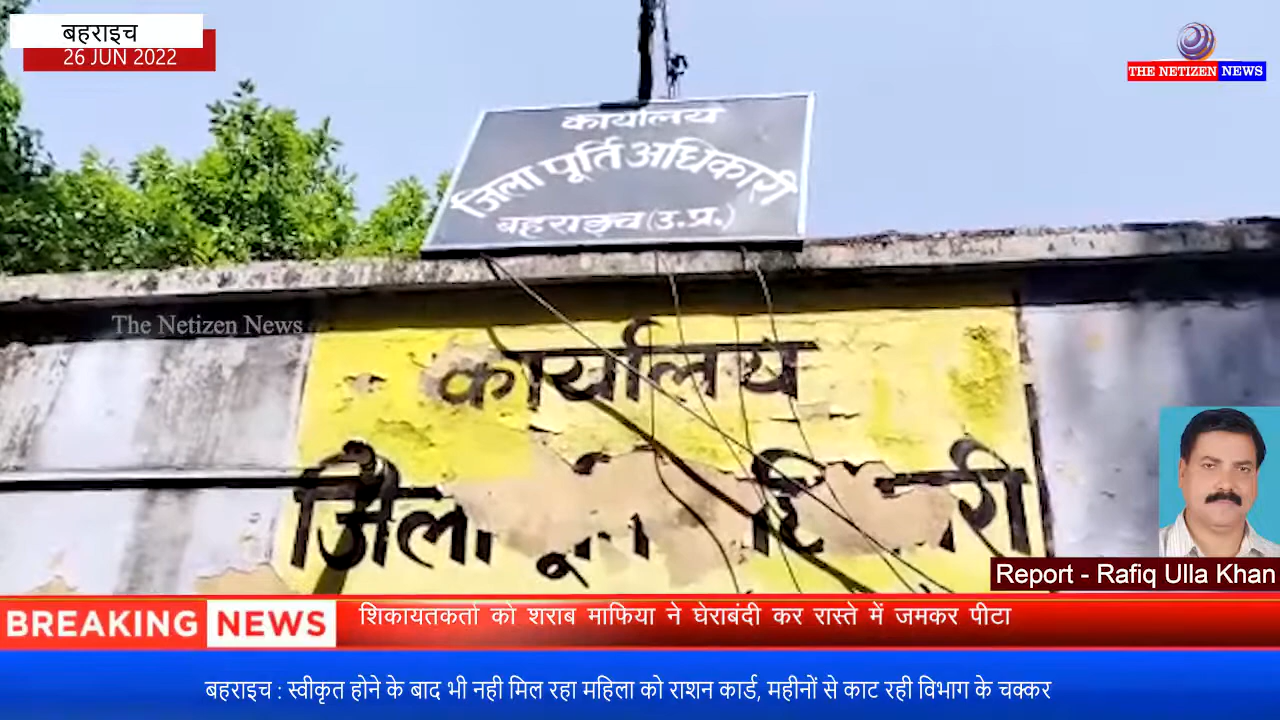 बहराइच
26 JUN 2022
THE NETIZEN NEWS
कार्यालय
जिला पूर्ति अधिकारी
बहराइच (उ.प्र.)
The Netizen News
कार्यालय
जिला
Report - Rafiq Ulla Khan
BREAKING NEWS
शिकायतकर्ता को शराब माफिया ने घेराबंदी कर रास्ते में जमकर पीटा
बहराइच : स्वीकृत होने के बाद भी नही मिल रहा महिला को राशन कार्ड, महीनों से काट रही विभाग के चक्कर